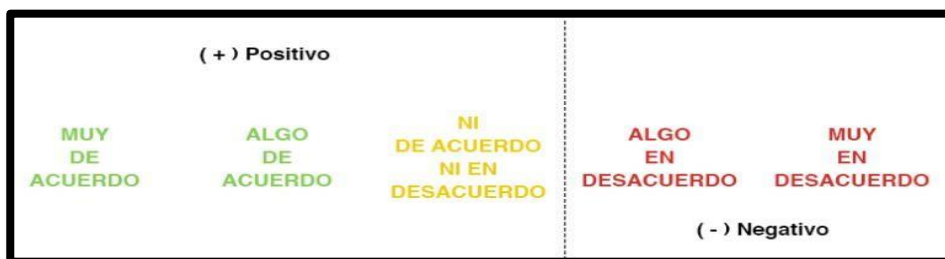 ( + ) Positivo
MUY
DE
ACUERDO
ALGO
DE
ACUERDO
NI
DE ACUERDO
NI EN
DESACUERDO
ALGO
EN
DESACUERDO
MUY
EN
DESACUERDO
( - ) Negativo